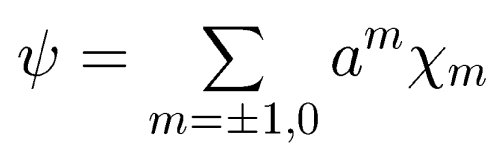 ψ = ∑_{m=±1,0} a^m χ_m